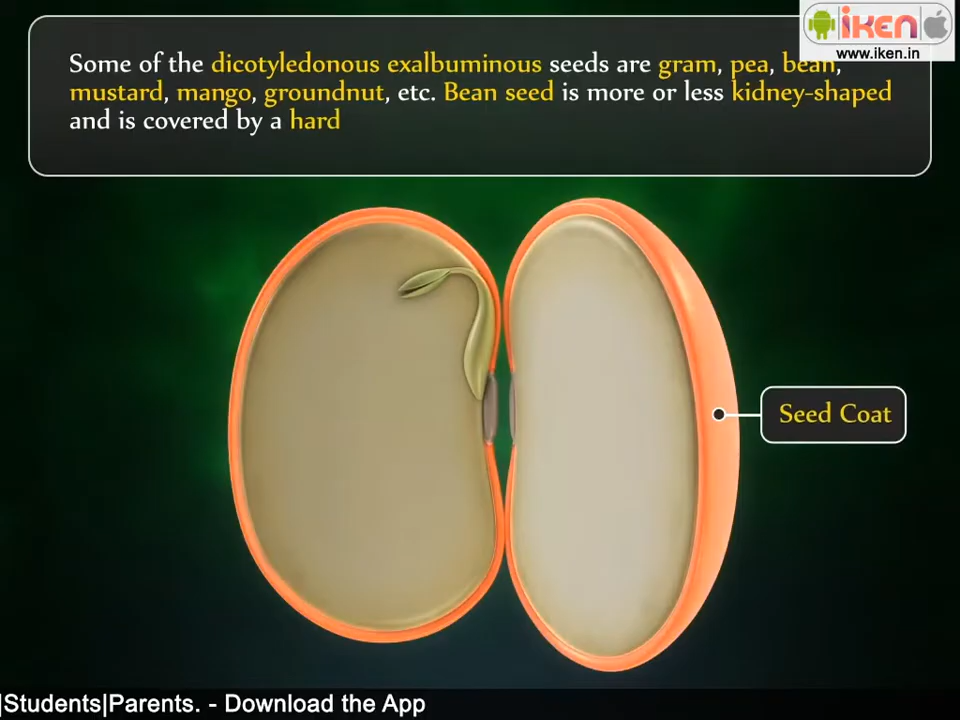 iKEN
www.iken.in
Some of the dicotyledonous exalbuminous seeds are gram, pea, bean,
mustard, mango, groundnut, etc. Bean seed is more or less kidney-shaped
and is covered by a hard
Seed Coat
|Students|Parents. - Download the App